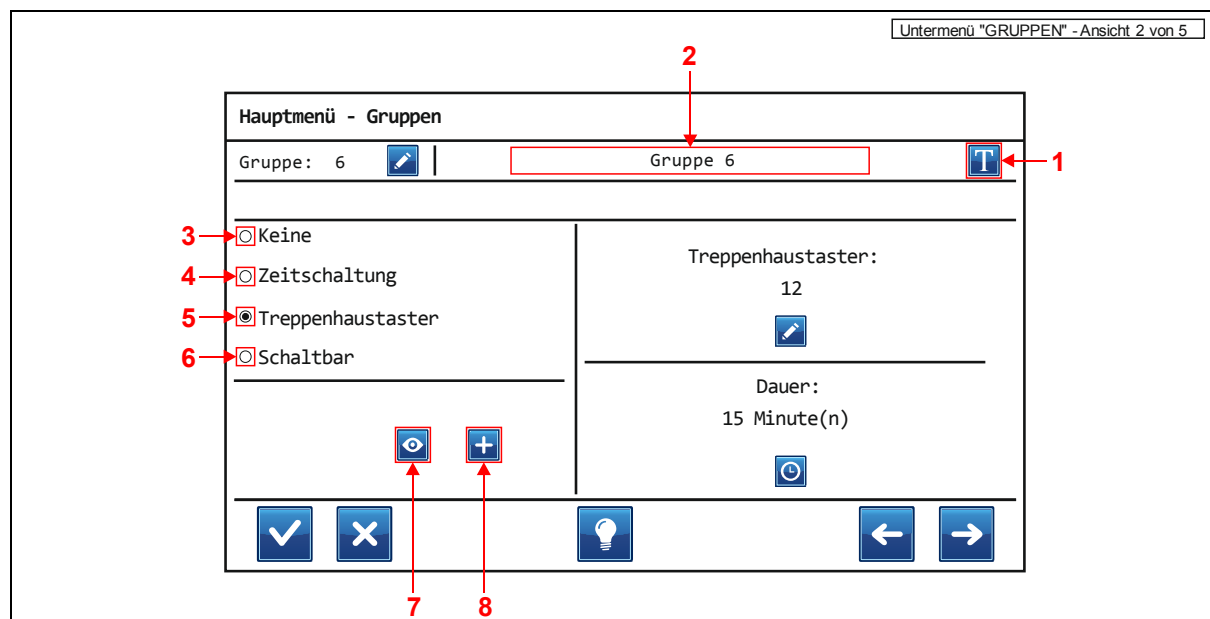 Untermenü "GRUPPEN" - Ansicht 2 von 5
2
Hauptmenü - Gruppen
Gruppe: 6
Gruppe 6
T
1
3
Keine
4
Zeitschaltung
5
Treppenhaustaster
6
Schaltbar
Treppenhaustaster:
12
Dauer:
15 Minute(n)
7
8